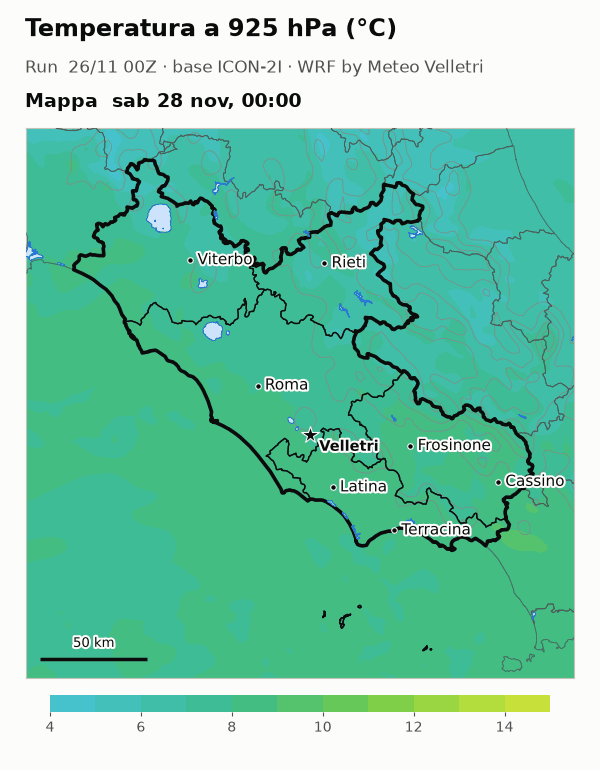 Temperatura a 925 hPa (°C)
Run  26/11 00Z · base ICON-2I · WRF by Meteo Velletri
Mappa  sab 28 nov, 00:00
Viterbo
Rieti
Roma
Velletri
Frosinone
Cassino
Latina
Terracina
50 km
4 6 8 10 12 14